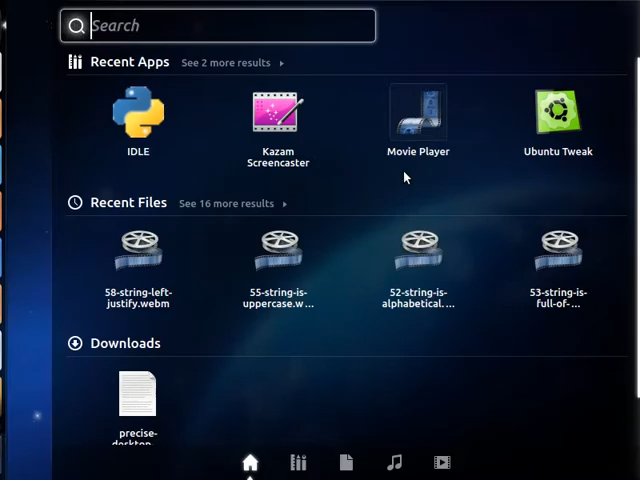 Search
Recent Apps See 2 more results
IDLE
Kazam
Screencaster
Movie Player
Ubuntu Tweak
Recent Files See 16 more results
58-string-left-
justify.webm
55-string-is-
uppercase.w...
52-string-is-
alphabetical....
53-string-is-
full-of-...
Downloads
precise-
desktop-